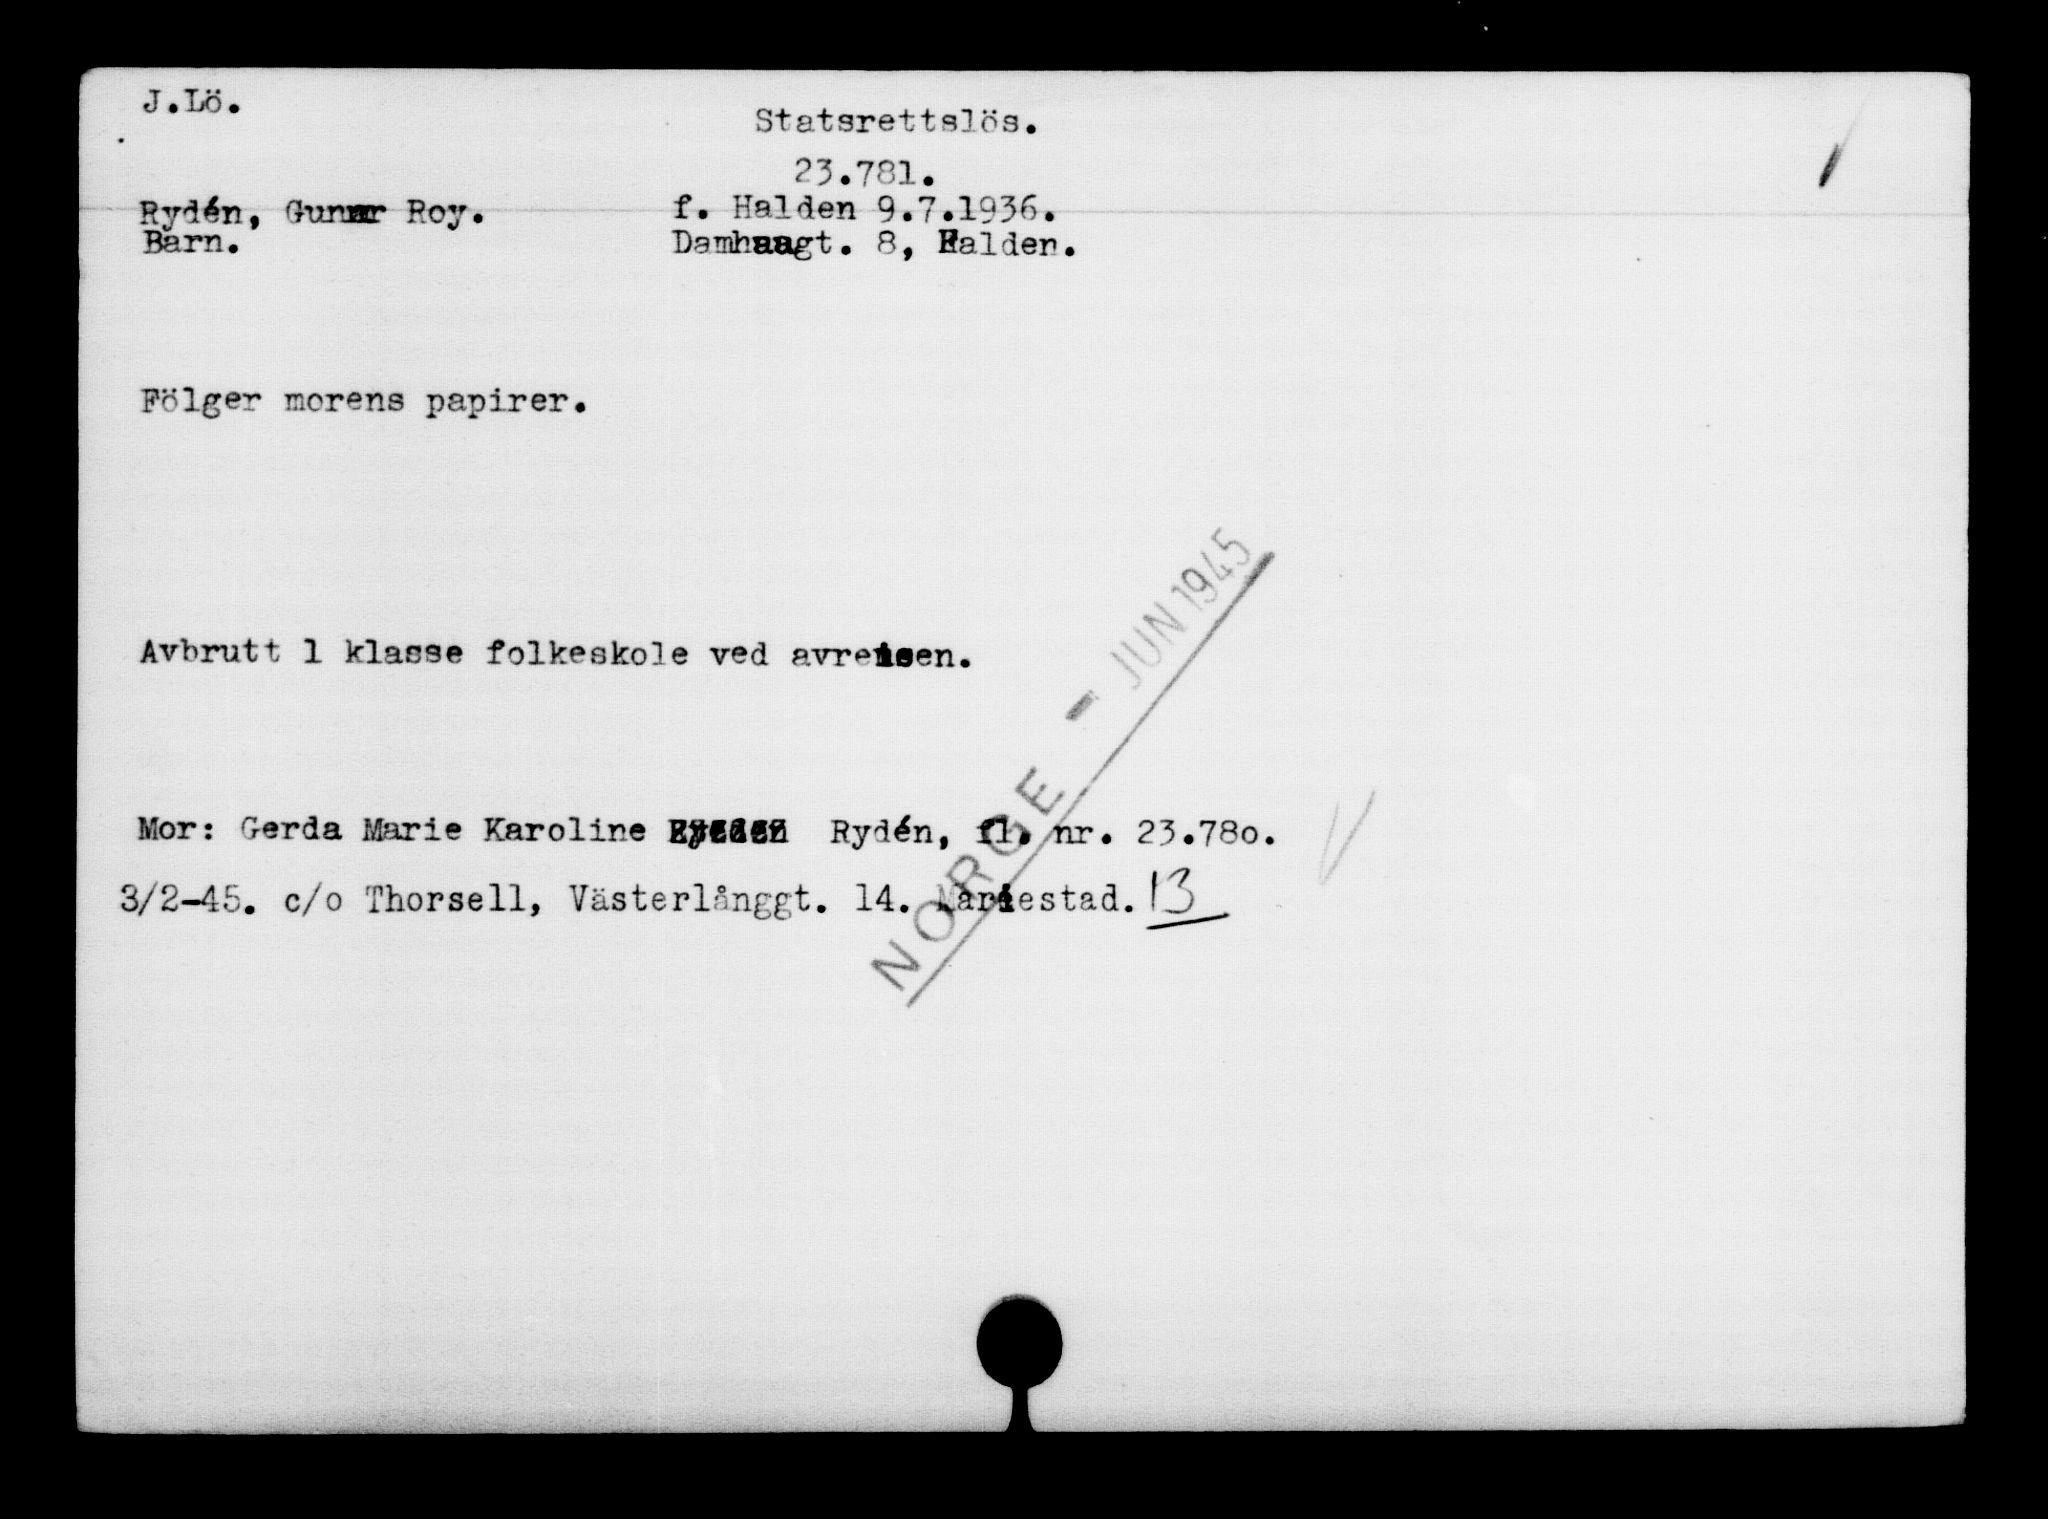 J.Lö.
Statsrettslös.
23.781.
Rydén, Gunnar Roy. f. Halden 9.7.1936.
Barn. Damhaugt. 8, Halden.
Fölger morens papirer.
Avbrutt 1 klasse folkeskole ved avreisen.
NORGE - JUN 1945
Mor: Gerda Marie Karoline Rydén, fl. nr. 23.78o.
3/2-45. c/o Thorsell, Västerlånggt. 14. Mariestad. 13